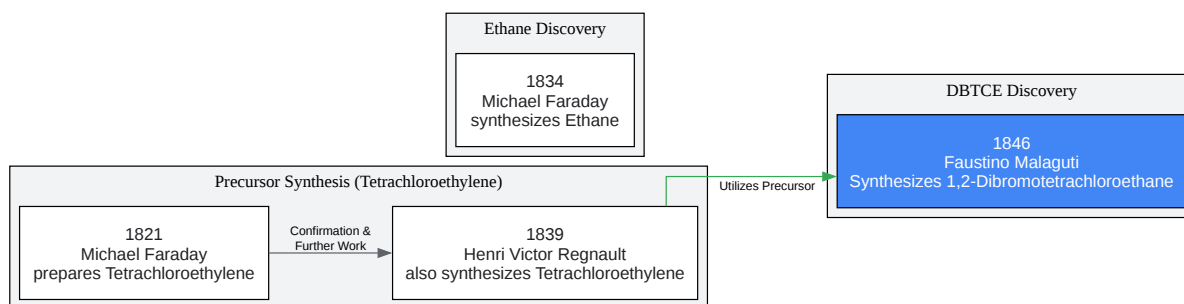 Ethane Discovery
1834
Michael Faraday
synthesizes Ethane
DBTCE Discovery
1846
Faustino Malaguti
Synthesizes 1,2-Dibromotetrachloroethane
Precursor Synthesis (Tetrachloroethylene)
Utilizes Precursor
1821
Michael Faraday
prepares Tetrachloroethylene
Confirmation &
Further Work
1839
Henri Victor Regnault
also synthesizes Tetrachloroethylene